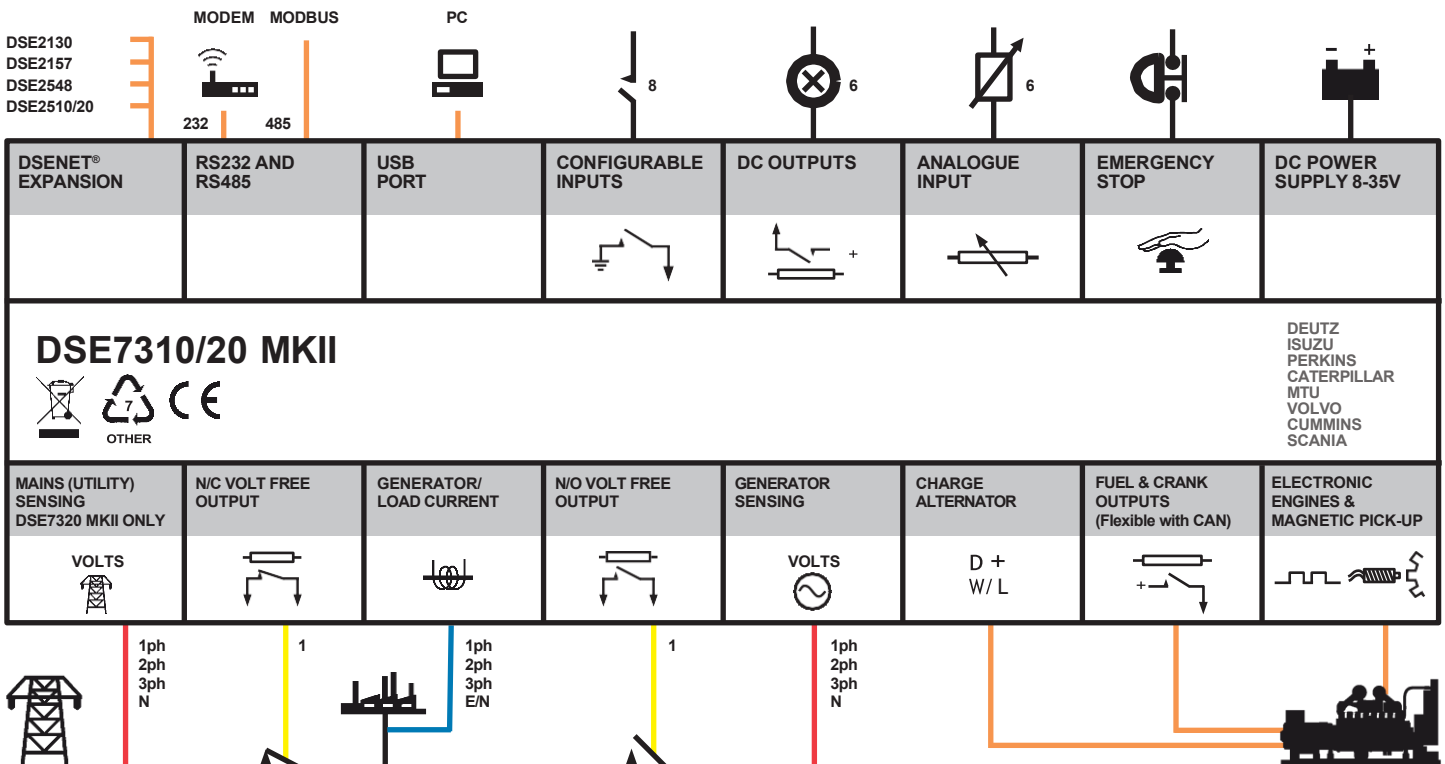 MODEM MODBUS PC
DSE2130
DSE2157
DSE2548
DSE2510/20
232 485
8
6
6
- +
DSENET®
EXPANSION
RS232 AND
RS485
USB
PORT
CONFIGURABLE
INPUTS
DC OUTPUTS
ANALOGUE
INPUT
EMERGENCY
STOP
DC POWER
SUPPLY 8-35V
+
DSE7310/20 MKII
7
OTHER
CE
DEUTZ
ISUZU
PERKINS
CATERPILLAR
MTU
VOLVO
CUMMINS
SCANIA
MAINS (UTILITY)
SENSING
DSE7320 MKII ONLY
VOLTS
N/C VOLT FREE
OUTPUT
GENERATOR/
LOAD CURRENT
N/O VOLT FREE
OUTPUT
GENERATOR
SENSING
VOLTS
CHARGE
ALTERNATOR
D +
W/ L
FUEL & CRANK
OUTPUTS
(Flexible with CAN)
+
ELECTRONIC
ENGINES &
MAGNETIC PICK-UP
1ph
2ph
3ph
N
1
1ph
2ph
3ph
E/N
1
1ph
2ph
3ph
N